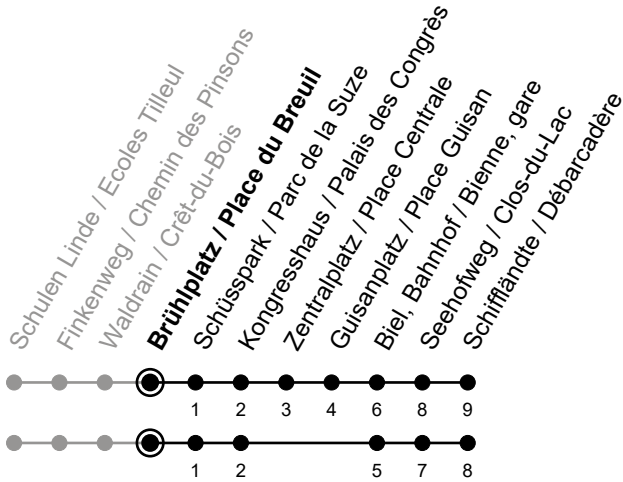 Schulen Linde / Ecoles Tilleul
Finkenweg / Chemin des Pinsons
Waldrain / Crêt-du-Bois
Brühlplatz / Place du Breuil
Schüsspark / Parc de la Suze
Kongresshaus / Palais des Congrès
Zentralplatz / Place Centrale
Guisanplatz / Place Guisan
Biel, Bahnhof / Bienne, gare
Seehofweg / Clos-du-Lac
Schifflände / Débarcadère
1 2 3 4 6 8 9
1 2 5 7 8